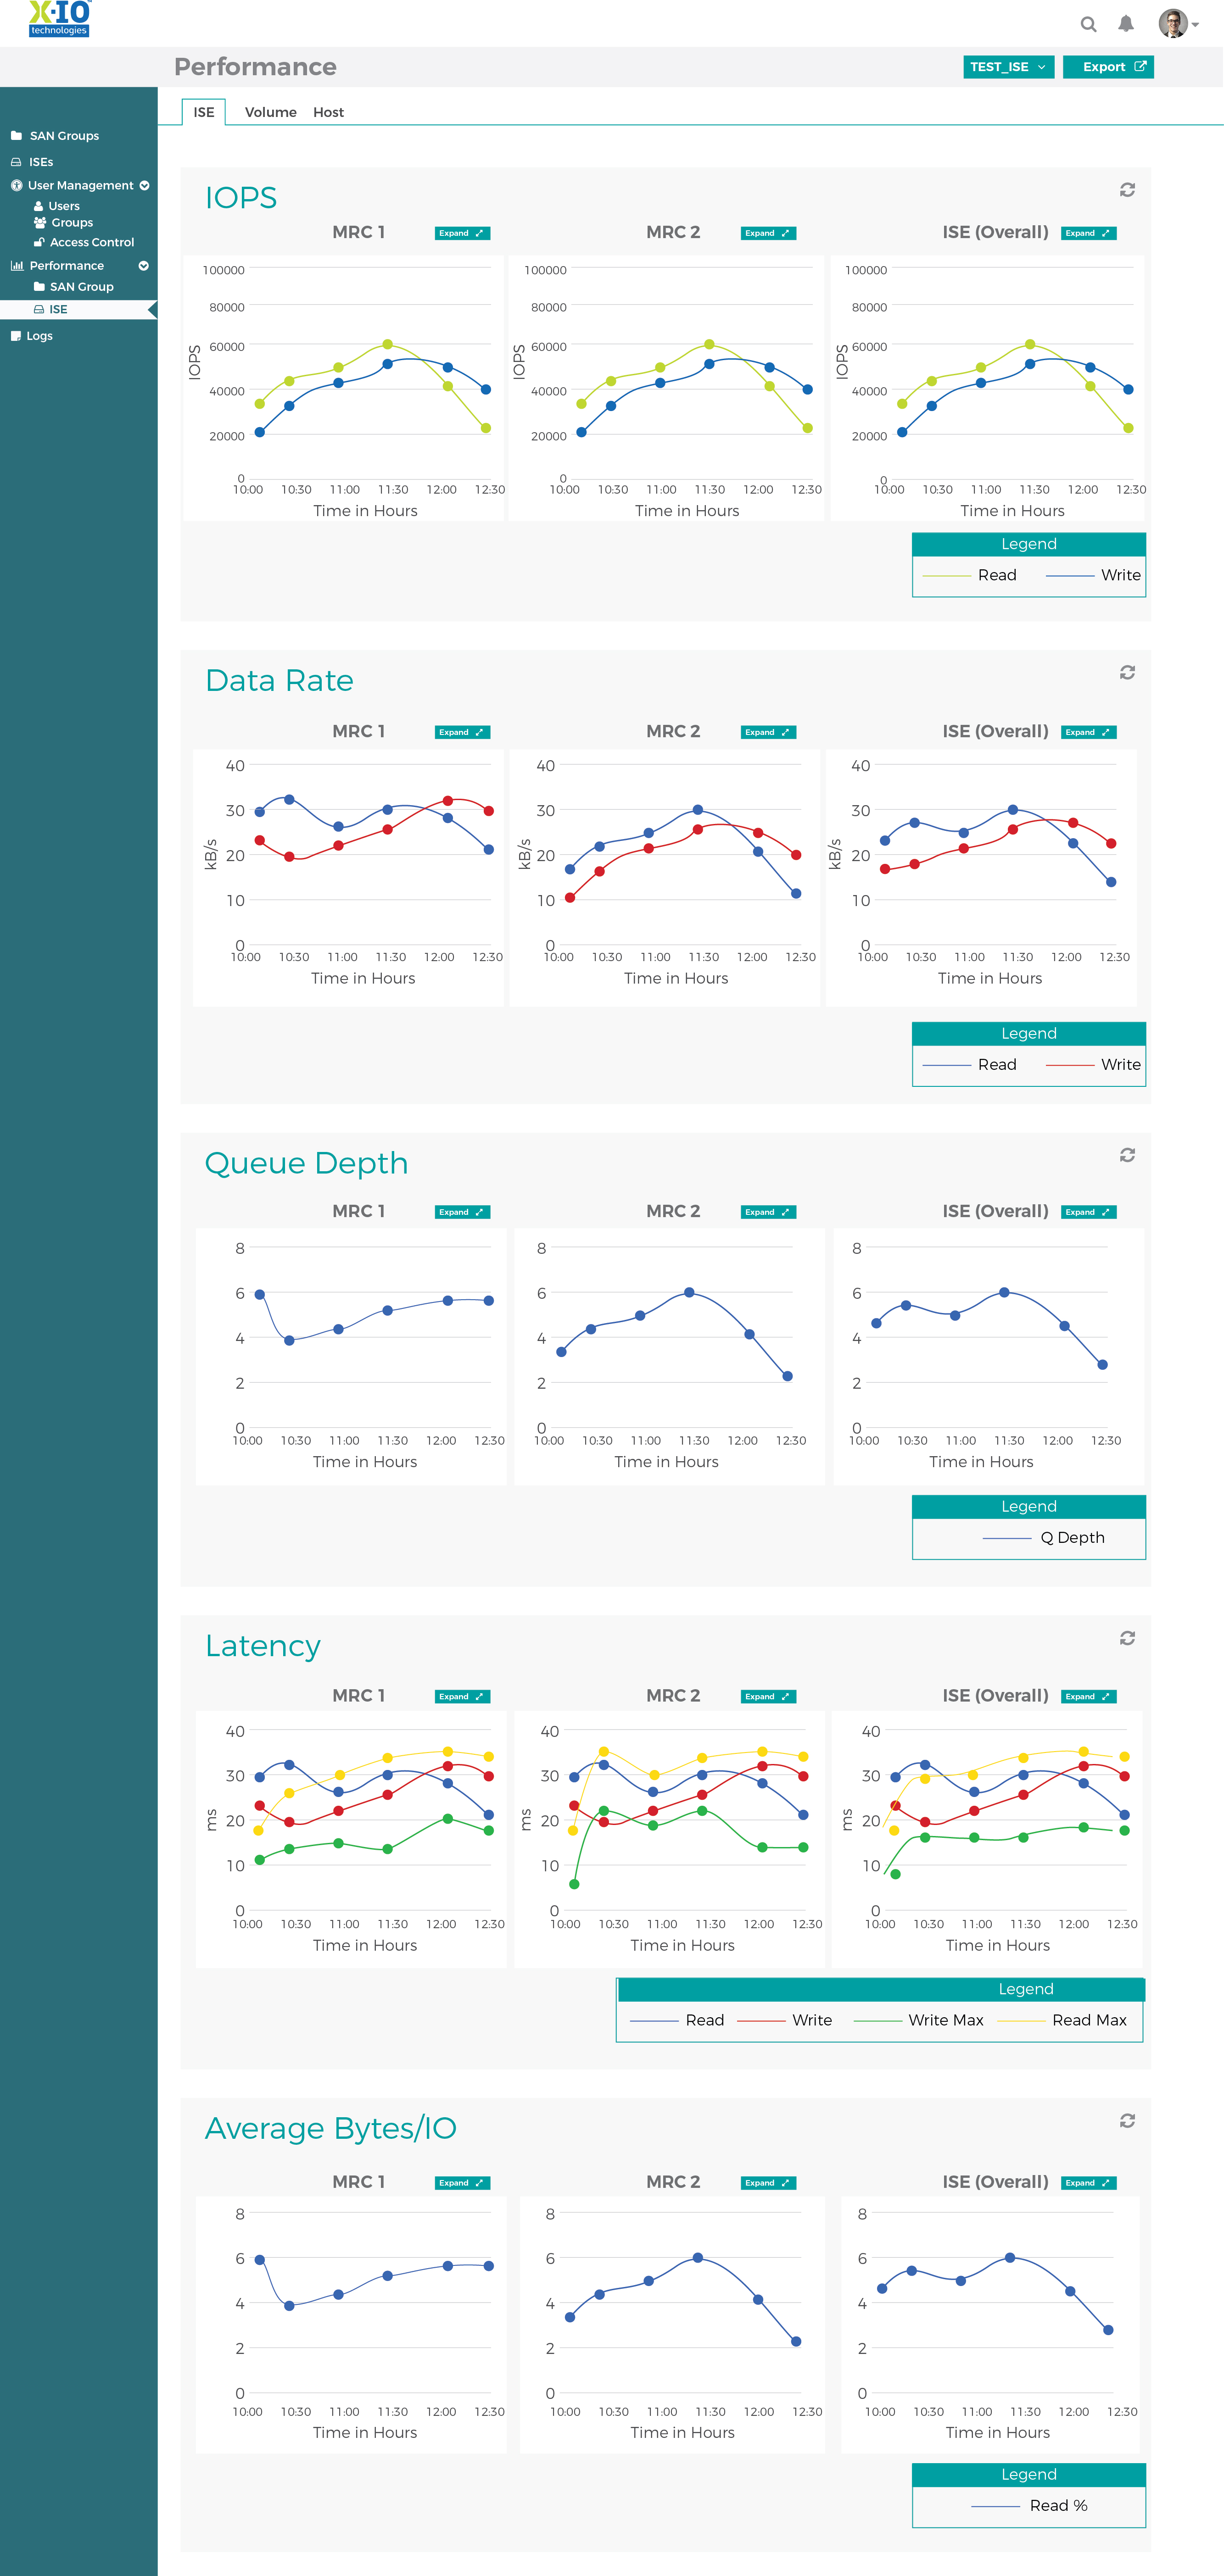 X-IO
technologies
Performance
TEST_ISE
Export
ISE Volume Host
SAN Groups
ISEs
User Management
Users
Groups
Access Control
Performance
SAN Group
ISE
Logs
IOPS
MRC 1 Expand MRC 2 Expand ISE (Overall) Expand
100000
80000
60000
40000
20000
0
IOPS
10:00 10:30 11:00 11:30 12:00 12:30
Time in Hours
100000
80000
60000
40000
20000
0
IOPS
10:00 10:30 11:00 11:30 12:00 12:30
Time in Hours
100000
80000
60000
40000
20000
0
IOPS
10:00 10:30 11:00 11:30 12:00 12:30
Time in Hours
Legend
Read Write
Data Rate
MRC 1 Expand MRC 2 Expand ISE (Overall) Expand
40
30
20
10
0
kB/s
10:00 10:30 11:00 11:30 12:00 12:30
Time in Hours
40
30
20
10
0
kB/s
10:00 10:30 11:00 11:30 12:00 12:30
Time in Hours
40
30
20
10
0
kB/s
10:00 10:30 11:00 11:30 12:00 12:30
Time in Hours
Legend
Read Write
Queue Depth
MRC 1 Expand MRC 2 Expand ISE (Overall) Expand
8
6
4
2
0
10:00 10:30 11:00 11:30 12:00 12:30
Time in Hours
8
6
4
2
0
10:00 10:30 11:00 11:30 12:00 12:30
Time in Hours
8
6
4
2
0
10:00 10:30 11:00 11:30 12:00 12:30
Time in Hours
Legend
Q Depth
Latency
MRC 1 Expand MRC 2 Expand ISE (Overall) Expand
40
30
20
10
0
ms
10:00 10:30 11:00 11:30 12:00 12:30
Time in Hours
40
30
20
10
0
ms
10:00 10:30 11:00 11:30 12:00 12:30
Time in Hours
40
30
20
10
0
ms
10:00 10:30 11:00 11:30 12:00 12:30
Time in Hours
Legend
Read Write Write Max Read Max
Average Bytes/IO
MRC 1 Expand MRC 2 Expand ISE (Overall) Expand
8
6
4
2
0
10:00 10:30 11:00 11:30 12:00 12:30
Time in Hours
8
6
4
2
0
10:00 10:30 11:00 11:30 12:00 12:30
Time in Hours
8
6
4
2
0
10:00 10:30 11:00 11:30 12:00 12:30
Time in Hours
Legend
Read %